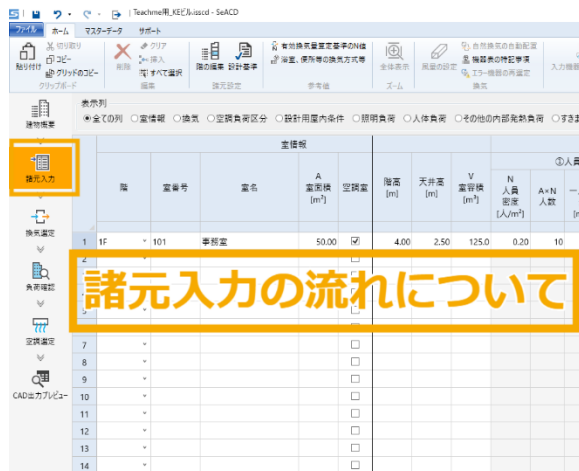 Teachme用_KEビル.isscd - SeACD
ファイル ホーム マスターデータ サポート
貼り付け
切り取り
コピー
数グリッドのコピー
クリップボード
削除
クリア
挿入
すべて選択
編集
階の編集 設計基準
諸元設定
有効換気量算定基準のN値
浴室、便所等の換気方式等
参考値
全体表示
ズーム
風量の設定
自然換気の自動配置
機器表の特記事項
エラー機器の再選定
換気
入力機器
建物概要
諸元入力
換気選定
負荷確認
空調選定
CAD出力プレビュー
表示列
全ての列 室情報 換気 空調負荷区分 設計用屋内条件 照明負荷 人体負荷 その他の内部発熱負荷 すきま
室情報
①人員
階 室番号 室名 A 室面積 [m²] 空調室 階高 [m] 天井高 [m] V 室容積 [m³] N 人員密度 [人/m²] A×N 人数
1 1F 101 事務室 50.00 4.00 2.50 125.0 0.20 10
2
諸元入力の流れについて
7
8
9
10
11
12
13
14